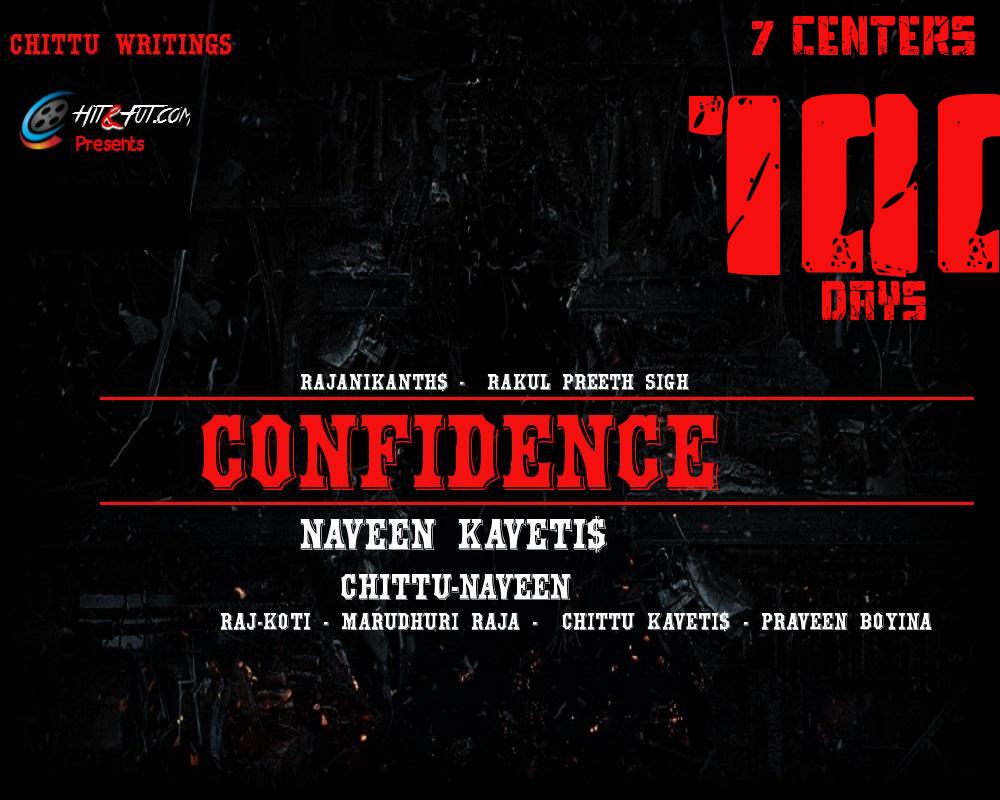 CHITTU WRITINGS
7 CENTERS
HIT&FUT.COM
Presents
100
DAYS
RAJANIKANTH$ - RAKUL PREETH SIGH
CONFIDENCE
NAVEEN KAVETI$
CHITTU-NAVEEN
RAJ-KOTI - MARUDHURI RAJA - CHITTU KAVETI$ - PRAVEEN BOYINA